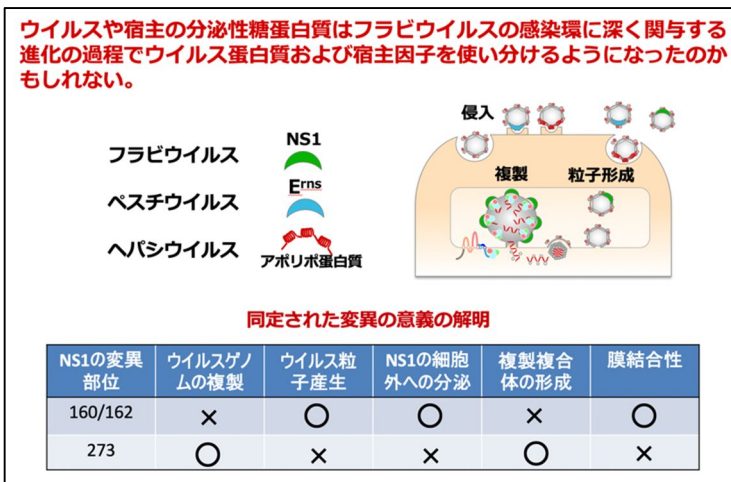 ウイルスや宿主の分泌性糖蛋白質はフラビウイルスの感染環に深く関与する
進化の過程でウイルス蛋白質および宿主因子を使い分けるようになったのか
もしれない。
フラビウイルス NS1
ペスチウイルス Erns
ヘパシウイルス アポリポ蛋白質
侵入
複製 粒子形成
同定された変異の意義の解明
NS1の変異 ウイルスゲノ ウイルス粒 NS1の細胞 複製複合 膜結合性
部位 ムの複製 子産生 外への分泌 体の形成
160/162 × ○ ○ × ○
273 ○ × × ○ ×